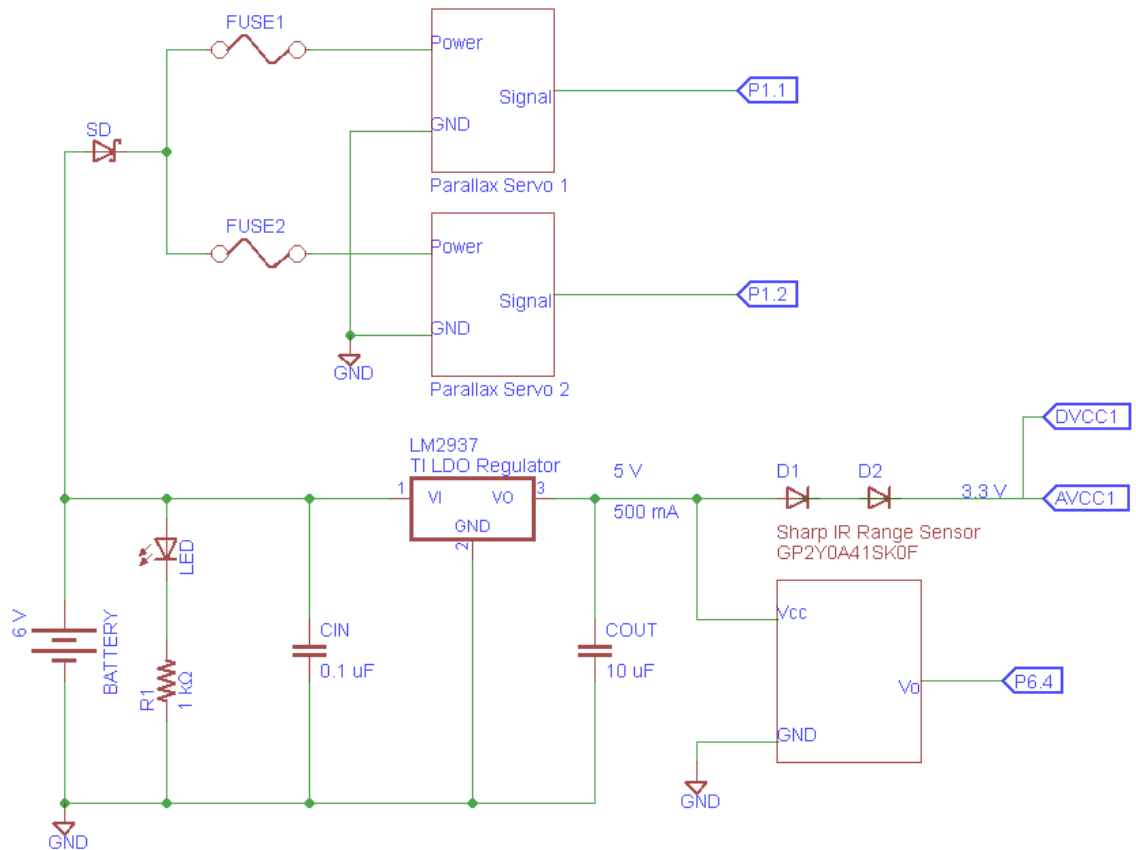 FUSE1
Power
Signal
P1.1
GND
Parallax Servo 1
SD
FUSE2
Power
Signal
P1.2
GND
Parallax Servo 2
GND
LM2937
TI LDO Regulator
1
VI
VO
3
GND
2
5 V
500 mA
D1
D2
3.3 V
DVCC1
AVCC1
Sharp IR Range Sensor
GP2Y0A41SK0F
LED
6 V
BATTERY
R1
1 kΩ
CIN
0.1 uF
COUT
10 uF
Vcc
Vo
P6.4
GND
GND
GND